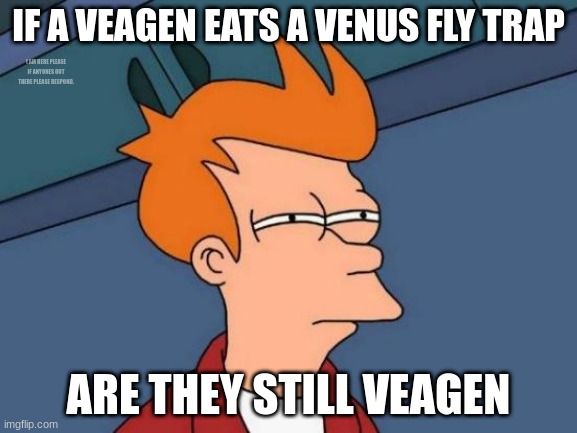 IF A VEAGEN EATS A VENUS FLY TRAP
I AM HERE PLEASE
IF ANYONES OUT
THERE PLEASE RESPOND.
ARE THEY STILL VEAGEN
imgflip.com